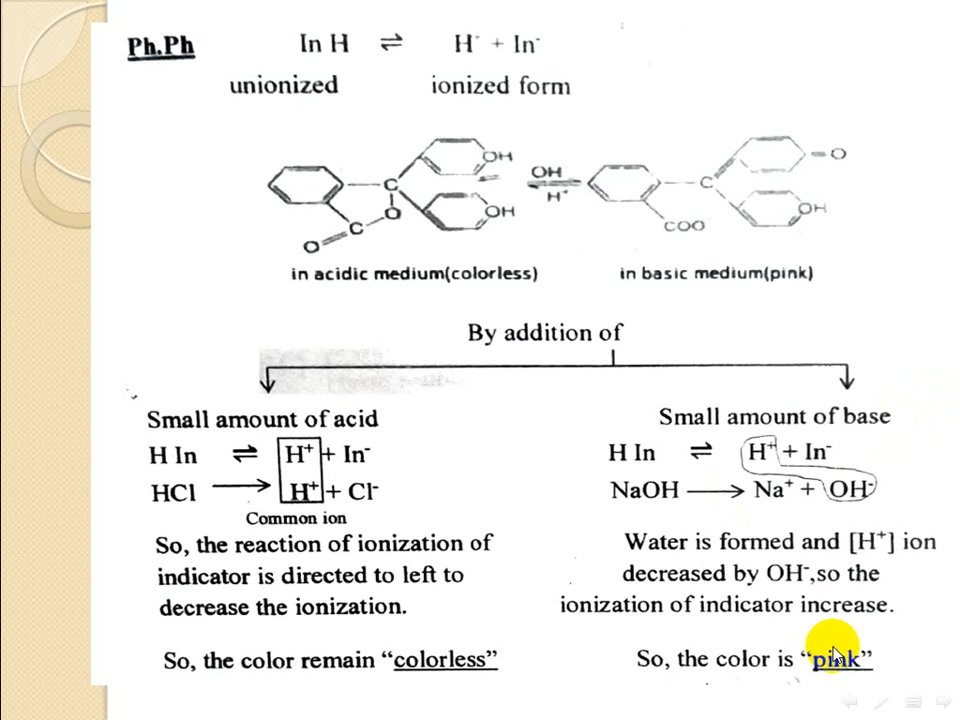 Ph.Ph
In H ⇌ H⁺ + In⁻
unionized ionized form
OH
OH
C
O
C
O
OH
H⁺
O
C
OH
COO
in acidic medium(colorless)
in basic medium(pink)
By addition of
Small amount of acid
H In ⇌ H⁺ + In⁻
HCl ⟶ H⁺ + Cl⁻
Common ion
So, the reaction of ionization of
indicator is directed to left to
decrease the ionization.
So, the color remain “colorless”
Small amount of base
H In ⇌ H⁺ + In⁻
NaOH ⟶ Na⁺ + OH⁻
Water is formed and [H⁺] ion
decreased by OH⁻,so the
ionization of indicator increase.
So, the color is “pink”